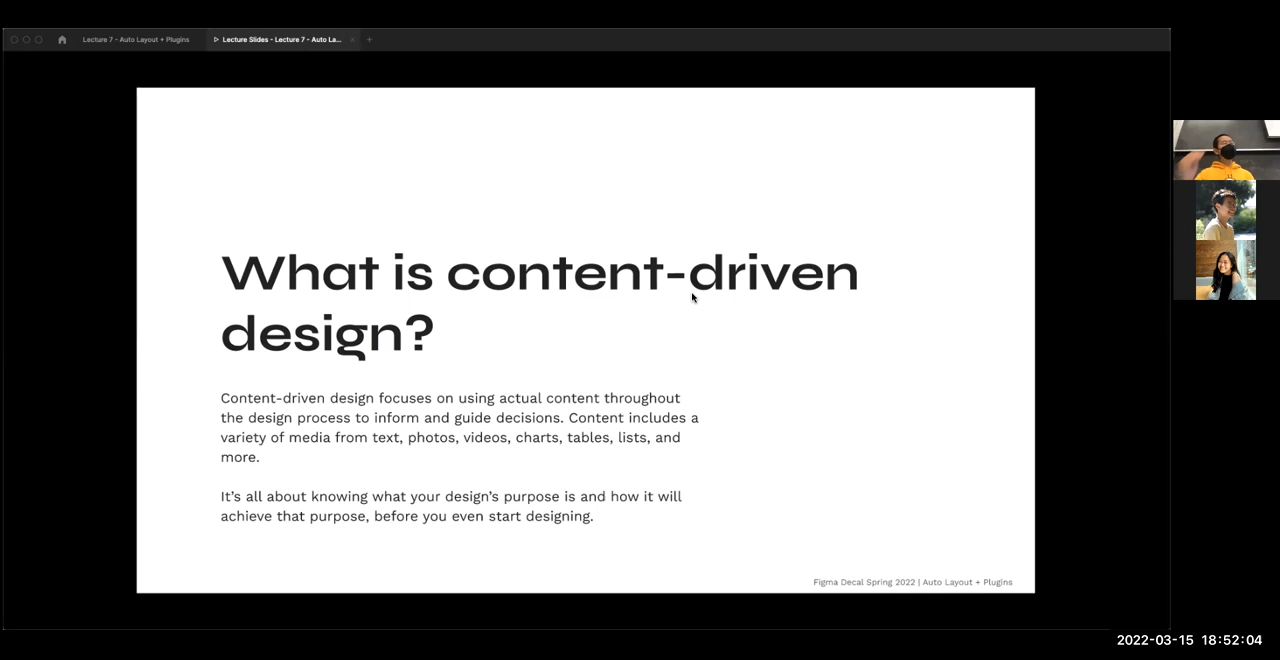 Lecture 7 - Auto Layout + Plugins
Lecture Slides - Lecture 7 - Auto La...
What is content-driven
design?
Content-driven design focuses on using actual content throughout
the design process to inform and guide decisions. Content includes a
variety of media from text, photos, videos, charts, tables, lists, and
more.
It’s all about knowing what your design’s purpose is and how it will
achieve that purpose, before you even start designing.
Figma Decal Spring 2022 | Auto Layout + Plugins
2022-03-15 18:52:04